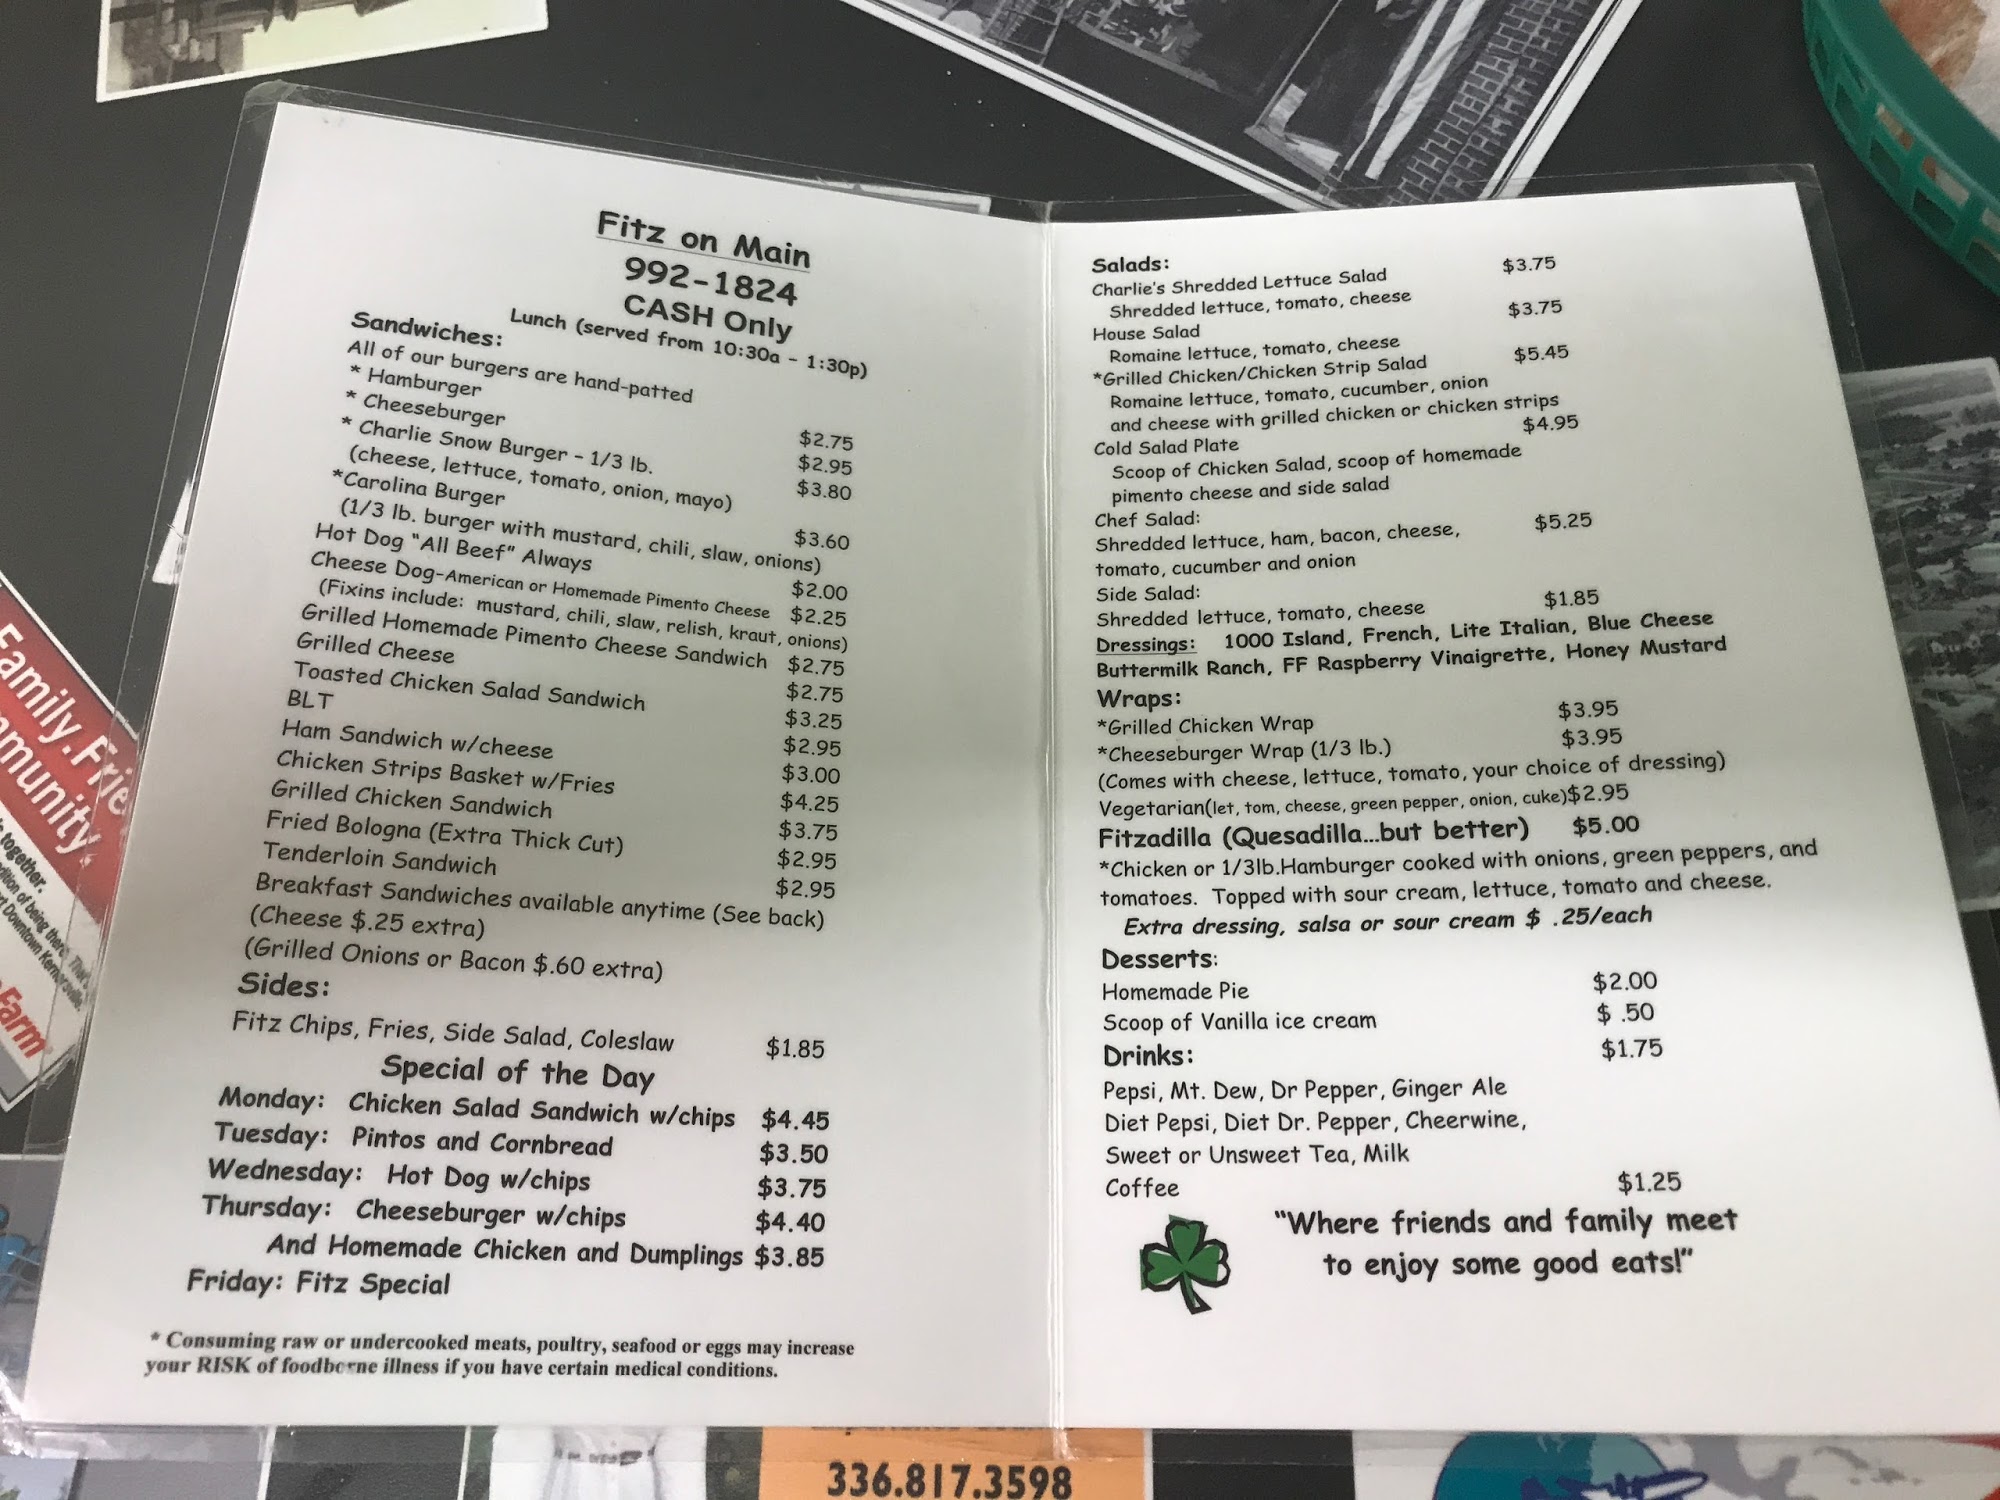 Fitz on Main
992-1824
CASH Only
Lunch (served from 10:30a - 1:30p)
Sandwiches:
All of our burgers are hand-patted
* Hamburger $2.75
* Cheeseburger $2.95
* Charlie Snow Burger - 1/3 lb. $3.80
(cheese, lettuce, tomato, onion, mayo)
*Carolina Burger $3.60
(1/3 lb. burger with mustard, chili, slaw, onions)
Hot Dog "All Beef" Always $2.00
Cheese Dog-American or Homemade Pimento Cheese $2.25
(Fixins include: mustard, chili, slaw, relish, kraut, onions)
Grilled Homemade Pimento Cheese Sandwich $2.75
Grilled Cheese $2.75
Toasted Chicken Salad Sandwich $3.25
BLT $2.95
Ham Sandwich w/cheese $3.00
Chicken Strips Basket w/Fries $4.25
Grilled Chicken Sandwich $3.75
Fried Bologna (Extra Thick Cut) $2.95
Tenderloin Sandwich $2.95
Breakfast Sandwiches available anytime (See back)
(Cheese $.25 extra)
(Grilled Onions or Bacon $.60 extra)
Sides:
Fitz Chips, Fries, Side Salad, Coleslaw $1.85
Special of the Day
Monday: Chicken Salad Sandwich w/chips $4.45
Tuesday: Pintos and Cornbread $3.50
Wednesday: Hot Dog w/chips $3.75
Thursday: Cheeseburger w/chips $4.40
And Homemade Chicken and Dumplings $3.85
Friday: Fitz Special
* Consuming raw or undercooked meats, poultry, seafood or eggs may increase
your RISK of foodborne illness if you have certain medical conditions.
Salads:
Charlie's Shredded Lettuce Salad $3.75
Shredded lettuce, tomato, cheese
House Salad $3.75
Romaine lettuce, tomato, cheese
*Grilled Chicken/Chicken Strip Salad $5.45
Romaine lettuce, tomato, cucumber, onion
and cheese with grilled chicken or chicken strips
Cold Salad Plate $4.95
Scoop of Chicken Salad, scoop of homemade
pimento cheese and side salad
Chef Salad: $5.25
Shredded lettuce, ham, bacon, cheese,
tomato, cucumber and onion
Side Salad:
Shredded lettuce, tomato, cheese $1.85
Dressings: 1000 Island, French, Lite Italian, Blue Cheese
Buttermilk Ranch, FF Raspberry Vinaigrette, Honey Mustard
Wraps:
*Grilled Chicken Wrap $3.95
*Cheeseburger Wrap (1/3 lb.) $3.95
(Comes with cheese, lettuce, tomato, your choice of dressing)
Vegetarian(let, tom, cheese, green pepper, onion, cuke)$2.95
Fitzadilla (Quesadilla...but better) $5.00
*Chicken or 1/3lb.Hamburger cooked with onions, green peppers, and
tomatoes. Topped with sour cream, lettuce, tomato and cheese.
Extra dressing, salsa or sour cream $ .25/each
Desserts:
Homemade Pie $2.00
Scoop of Vanilla ice cream $ .50
Drinks: $1.75
Pepsi, Mt. Dew, Dr Pepper, Ginger Ale
Diet Pepsi, Diet Dr. Pepper, Cheerwine,
Sweet or Unsweet Tea, Milk
Coffee $1.25
"Where friends and family meet
to enjoy some good eats!"
Family.
together.
Farm
336.817.3598